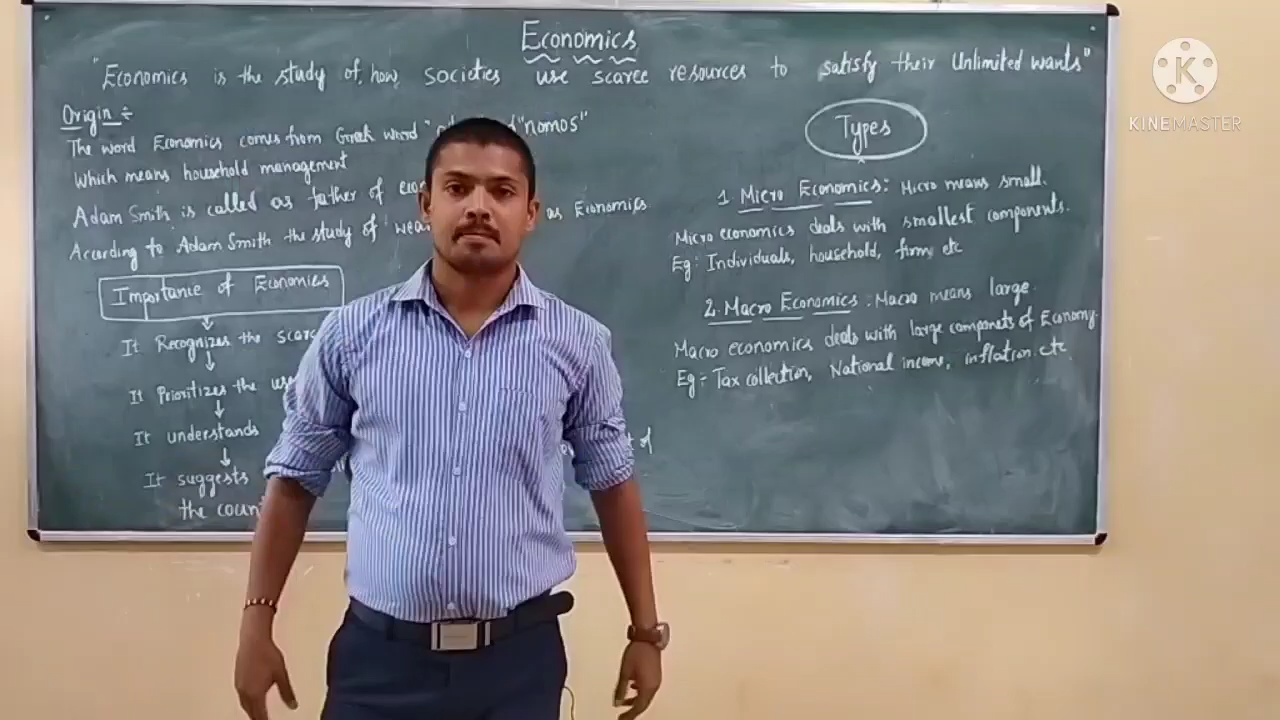 Economics
"Economics is the study of, how societies use scarce resources to satisfy their Unlimited wants"
Origin :-
The word Economics comes from Greek word "nomos"
Which means household management
Adam Smith is called as father of
According to Adam Smith the study of as Economics
Importance of Economics
It Recognizes the
It Prioritizes the
It understands
It suggests of
the
Types
1 Micro Economics: Micro means small.
Micro economics deals with smallest components.
Eg: Individuals, household, firm, etc
2. Macro Economics: Macro means large.
Macro economics deals with large components of Economy.
Eg:- Tax collection, National income, inflation. etc
K
KINEMASTER